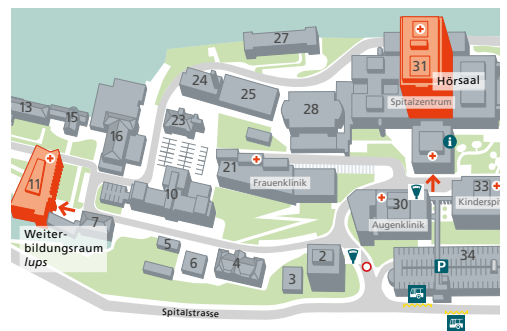 27
31
Hörsaal
24
25
Spitalzentrum
13
15
28
23
16
i
21
11
Frauenklinik
10
33
Kinderspi
30
7
Augenklinik
Weiter-
bildungsraum
lups
5
6
4
2
3
34
P
Spitalstrasse